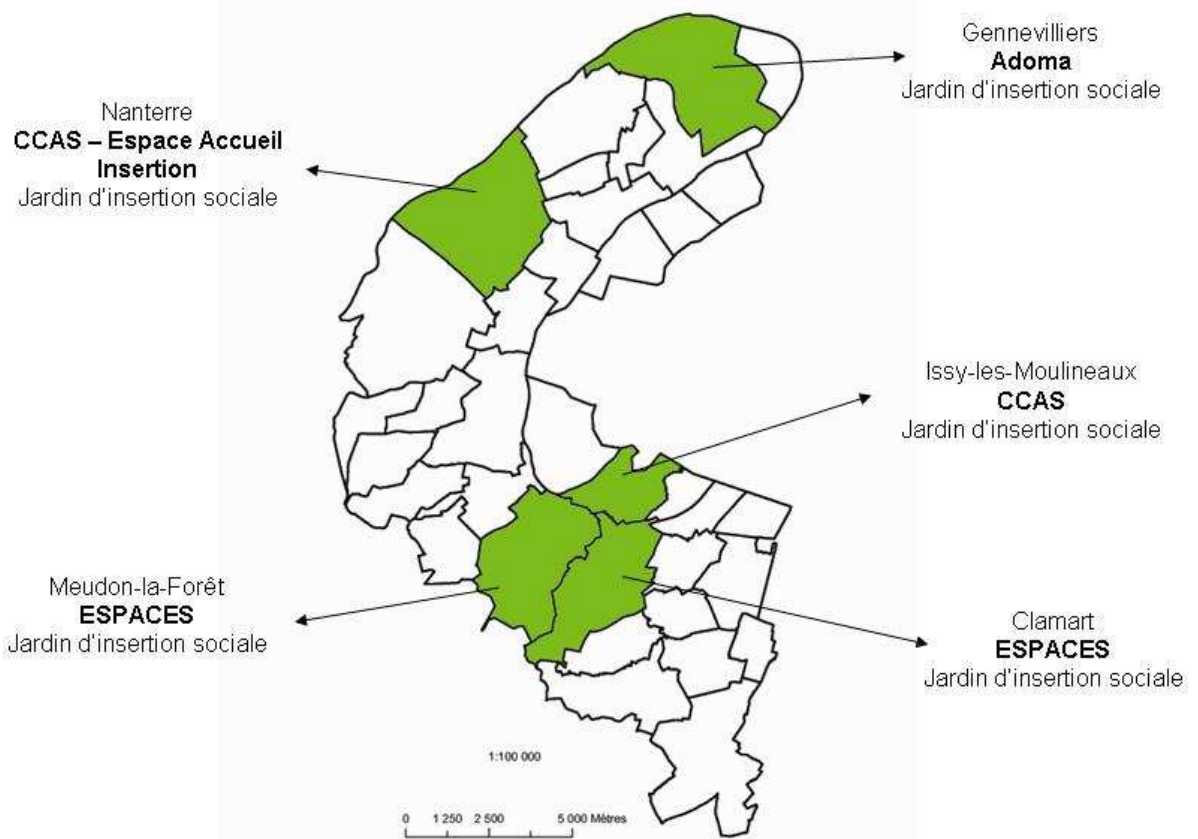 Gennevilliers
Adoma
Jardin d'insertion sociale
Nanterre
CCAS – Espace Accueil
Insertion
Jardin d'insertion sociale
Issy-les-Moulineaux
CCAS
Jardin d'insertion sociale
Meudon-la-Forêt
ESPACES
Jardin d'insertion sociale
Clamart
ESPACES
Jardin d'insertion sociale
1:100 000
0 1 250 2 500 5 000 Mètres